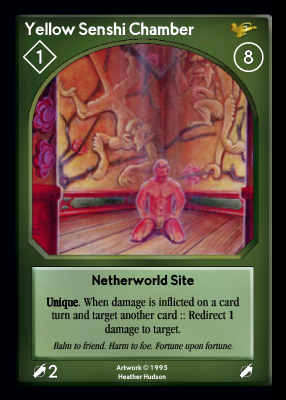 Yellow Senshi Chamber
1
8
Netherworld Site
Unique. When damage is inflicted on a card
turn and target another card :: Redirect 1
damage to target.
Balm to friend. Harm to foe. Fortune upon fortune.
2
Artwork © 1995
Heather Hudson